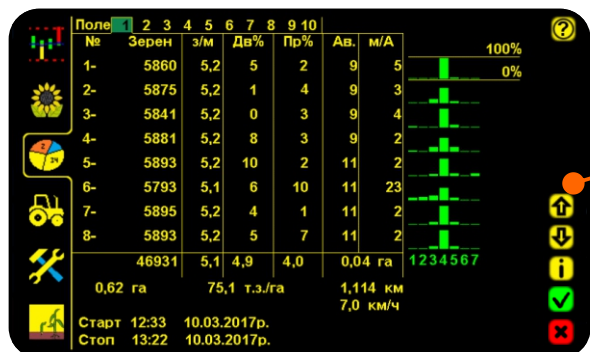 Поле 1 2 3 4 5 6 7 8 9 10
№ Зерен з/м Дв% Пр% Ав. м/А
100%
0%
1- 5860 5,2 5 2 9 5
2- 5875 5,2 1 4 9 3
3- 5841 5,2 0 3 9 4
4- 5881 5,2 8 3 9 2
5- 5893 5,2 10 2 11 2
6- 5793 5,1 6 10 11 23
7- 5895 5,2 4 1 11 2
8- 5893 5,2 5 7 11 2
46931 5,1 4,9 4,0 0,04 га 1234567
0,62 га 75,1 т.з./га 1,114 км
7,0 км/ч
Старт 12:33 10.03.2017р.
Стоп 13:22 10.03.2017р.